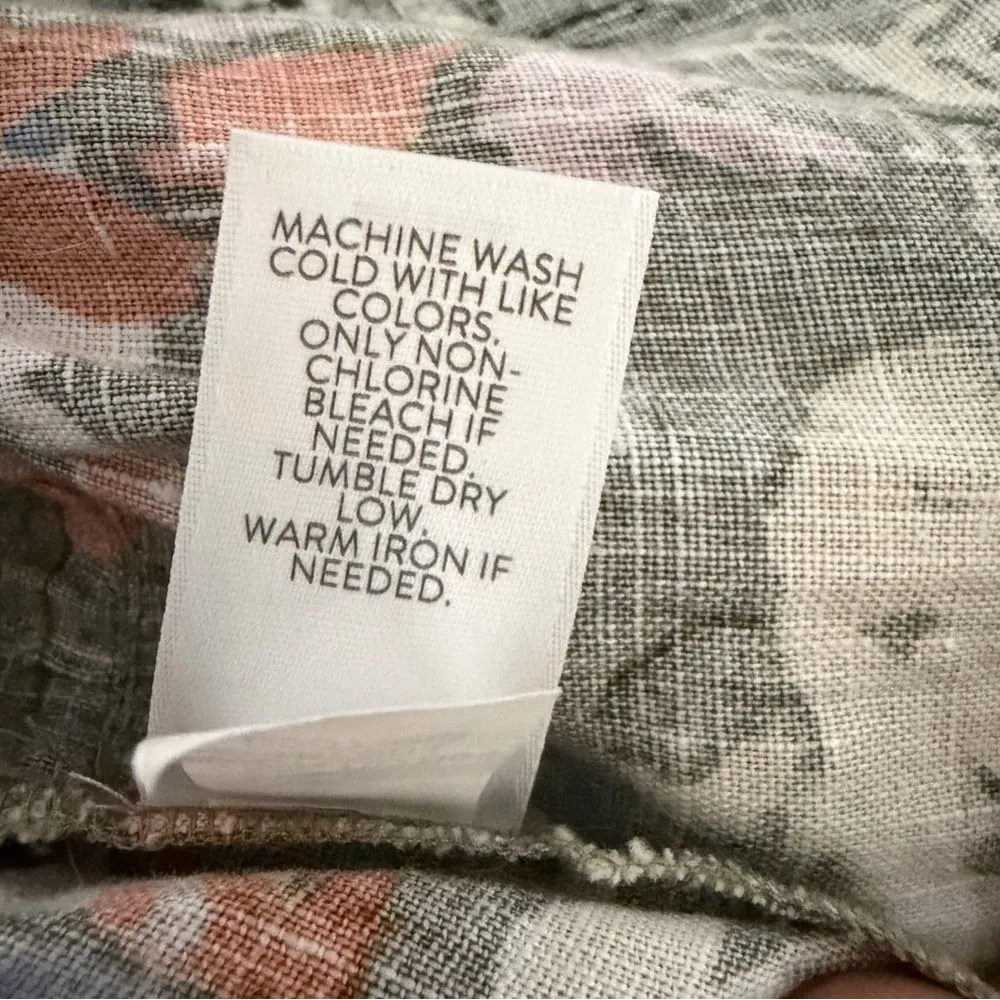 MACHINE WASH
COLD WITH LIKE
COLORS.
ONLY NON-
CHLORINE
BLEACH IF
NEEDED.
TUMBLE DRY
LOW.
WARM IRON IF
NEEDED.